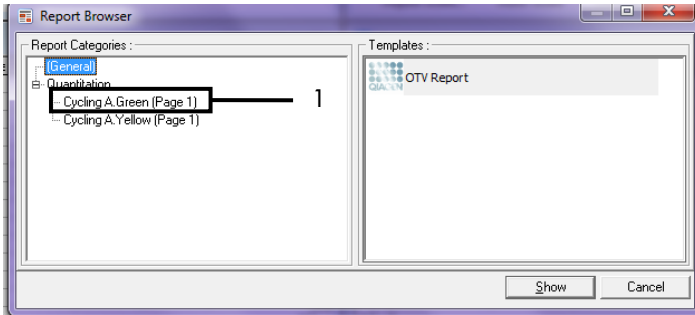 Report Browser
Report Categories :
(General)
Quantitation
Cycling A.Green (Page 1)
Cycling A.Yellow (Page 1)
1
Templates :
QIAGEN
OTV Report
Show
Cancel